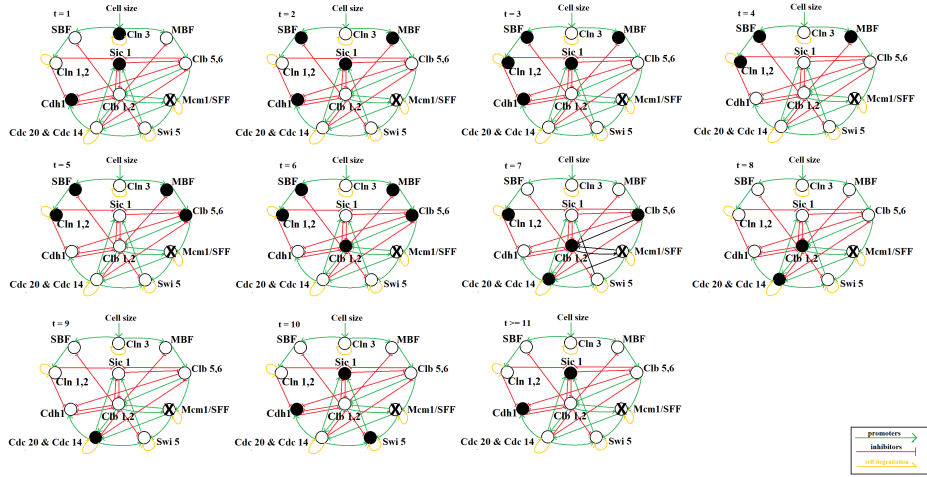 t = 1
Cell size
SBF
Cln 3
MBF
Sic 1
Cln 1,2
Clb 5,6
Cdh1
Clb 1,2
X
Mcm1/SFF
Cdc 20 & Cdc 14
Swi 5
t = 2
Cell size
SBF
Cln 3
MBF
Sic 1
Cln 1,2
Clb 5,6
Cdh1
Clb 1,2
X
Mcm1/SFF
Cdc 20 & Cdc 14
Swi 5
t = 3
Cell size
SBF
Cln 3
MBF
Sic 1
Cln 1,2
Clb 5,6
Cdh1
Clb 1,2
X
Mcm1/SFF
Cdc 20 & Cdc 14
Swi 5
t = 4
Cell size
SBF
Cln 3
MBF
Sic 1
Cln 1,2
Clb 5,6
Cdh1
Clb 1,2
X
Mcm1/SFF
Cdc 20 & Cdc 14
Swi 5
t = 5
Cell size
SBF
Cln 3
MBF
Sic 1
Cln 1,2
Clb 5,6
Cdh1
Clb 1,2
X
Mcm1/SFF
Cdc 20 & Cdc 14
Swi 5
t = 6
Cell size
SBF
Cln 3
MBF
Sic 1
Cln 1,2
Clb 5,6
Cdh1
Clb 1,2
X
Mcm1/SFF
Cdc 20 & Cdc 14
Swi 5
t = 7
Cell size
SBF
Cln 3
MBF
Sic 1
Cln 1,2
Clb 5,6
Cdh1
Clb 1,2
X
Mcm1/SFF
Cdc 20 & Cdc 14
Swi 5
t = 8
Cell size
SBF
Cln 3
MBF
Sic 1
Cln 1,2
Clb 5,6
Cdh1
Clb 1,2
X
Mcm1/SFF
Cdc 20 & Cdc 14
Swi 5
t = 9
Cell size
SBF
Cln 3
MBF
Sic 1
Cln 1,2
Clb 5,6
Cdh1
Clb 1,2
X
Mcm1/SFF
Cdc 20 & Cdc 14
Swi 5
t = 10
Cell size
SBF
Cln 3
MBF
Sic 1
Cln 1,2
Clb 5,6
Cdh1
Clb 1,2
X
Mcm1/SFF
Cdc 20 & Cdc 14
Swi 5
t >= 11
Cell size
SBF
Cln 3
MBF
Sic 1
Cln 1,2
Clb 5,6
Cdh1
Clb 1,2
X
Mcm1/SFF
Cdc 20 & Cdc 14
Swi 5
promoters
inhibitors
self degradation